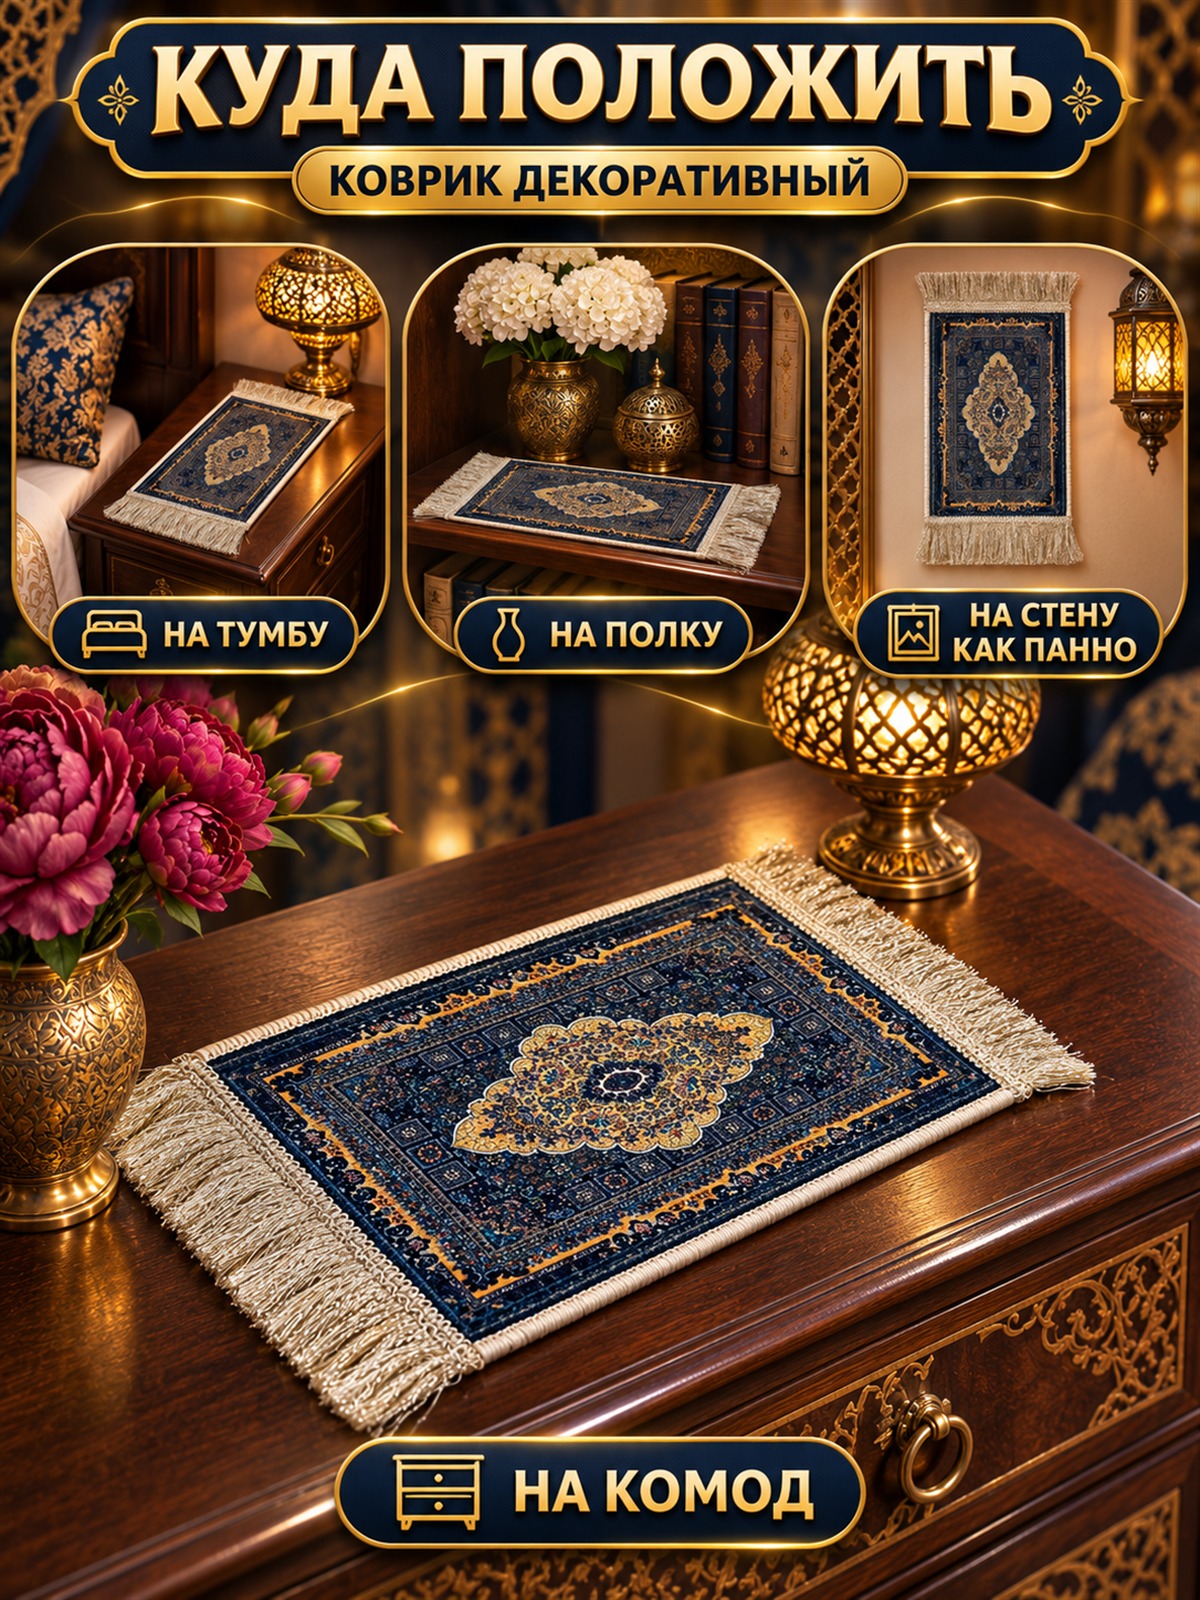 КУДА ПОЛОЖИТЬ
КОВРИК ДЕКОРАТИВНЫЙ
НА ТУМБУ
НА ПОЛКУ
НА СТЕНУ
КАК ПАННО
НА КОМОД